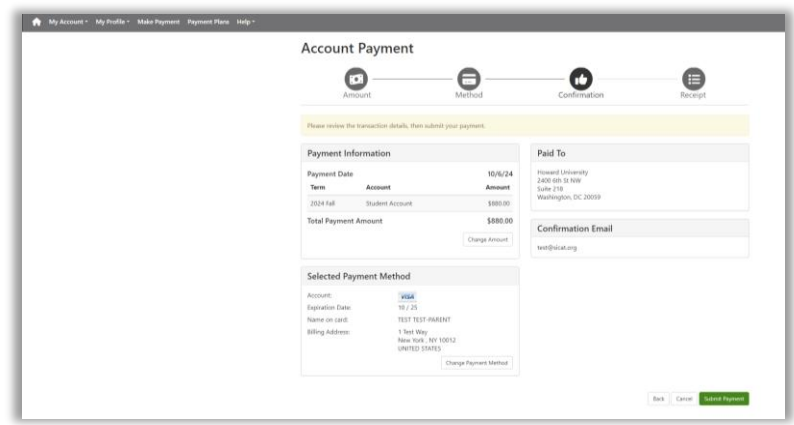 My Account My Profile Make Payment Payment Plans Help
Account Payment
Amount Method Confirmation Receipt
Please review the transaction details, then submit your payment.
Payment Information
Payment Date 10/6/24
Term Account Amount
2024 Fall Student Account $880.00
Total Payment Amount $880.00
Change Amount
Paid To
Howard University
2400 6th St NW
Suite 218
Washington, DC 20059
Confirmation Email
test@sicat.org
Selected Payment Method
Account: VISA
Expiration Date: 10 / 25
Name on card: TEST TEST-PARENT
Billing Address: 1 Test Way
New York , NY 10012
UNITED STATES
Change Payment Method
Back Cancel Submit Payment